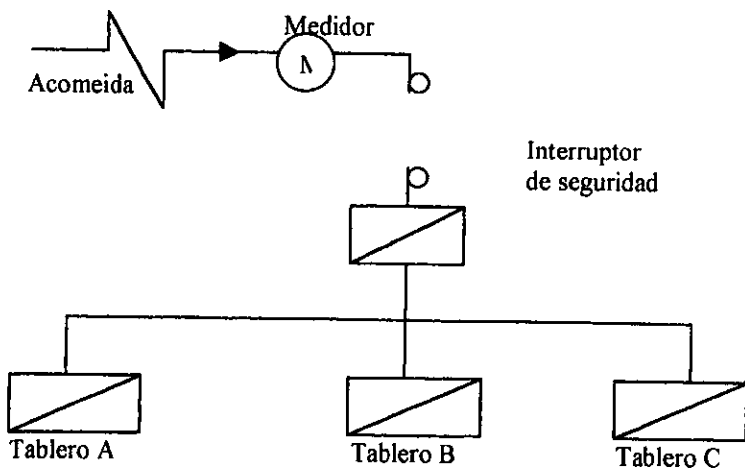 Medidor
M
Acomeida
Interruptor
de seguridad
Tablero A
Tablero B
Tablero C